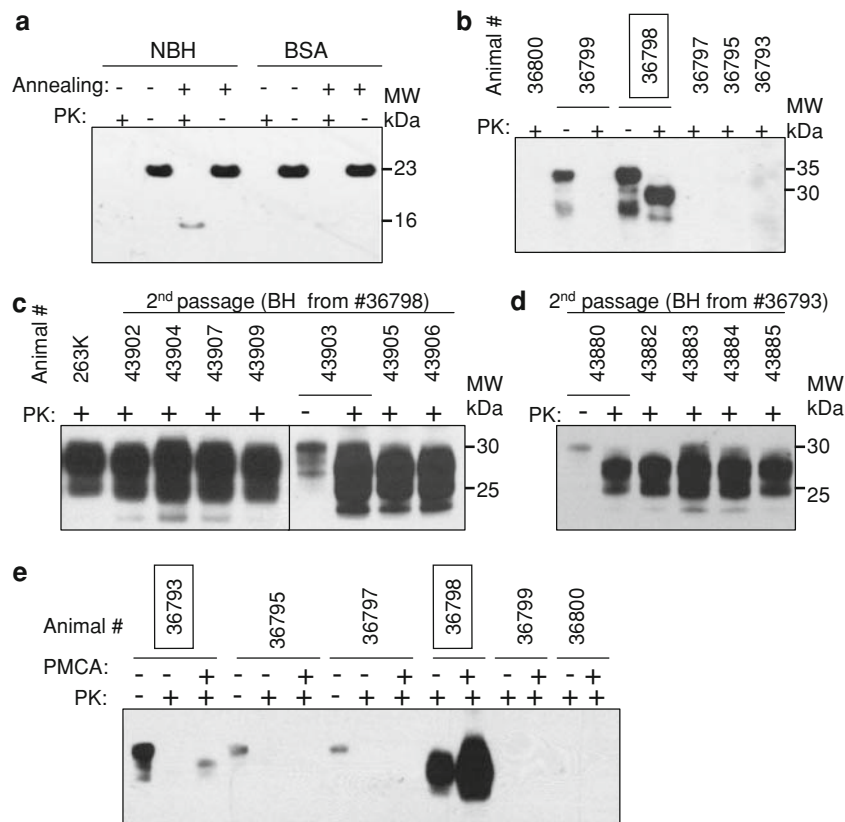 a
NBH BSA
Annealing: - - + + - - + + MW
PK: + - + - + - + - kDa
23
16
b
Animal # 36800 36799 36798 36797 36795 36793
MW
PK: + - + - + + + + kDa
35
30
c
2nd passage (BH from #36798)
Animal # 263K 43902 43904 43907 43909 43903 43905 43906
MW
PK: + + + + + - + + + kDa
30
25
d
2nd passage (BH from #36793)
43880 43882 43883 43884 43885
MW
PK: - + + + + + kDa
30
25
e
Animal # 36793 36795 36797 36798 36799 36800
PMCA: - - + - - + - - + - + - + - +
PK: - + + - + + - + + + + + + + +